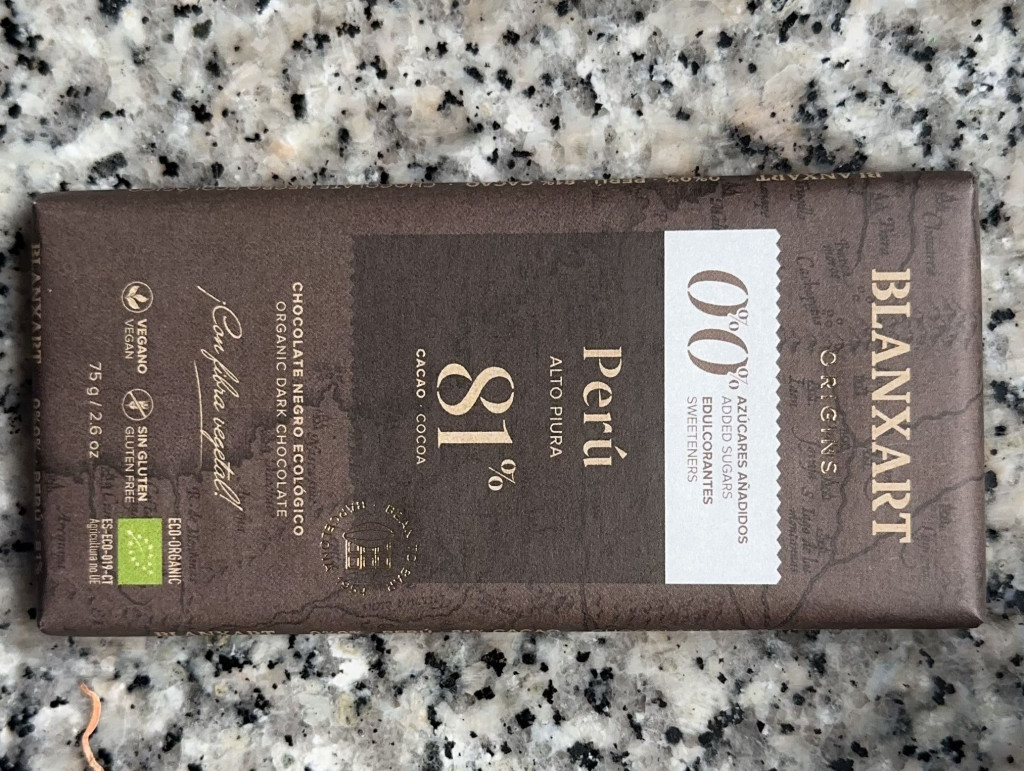 BLANXART
ORIGINS
0% 0%
AZÚCARES AÑADIDOS
ADDED SUGARS
EDULCORANTES
SWEETENERS
Perú
ALTO PIURA
81%
CACAO · COCOA
BEAN TO BAR
CHOCOLATE NEGRO ECOLÓGICO
ORGANIC DARK CHOCOLATE
¡Con fibra vegetal!
VEGANO
VEGAN
SIN GLUTEN
GLUTEN FREE
75 g / 2.6 oz
ECO-ORGANIC
ES-ECO-019-CT
Agricultura no UE
BLANXART
BLANXART